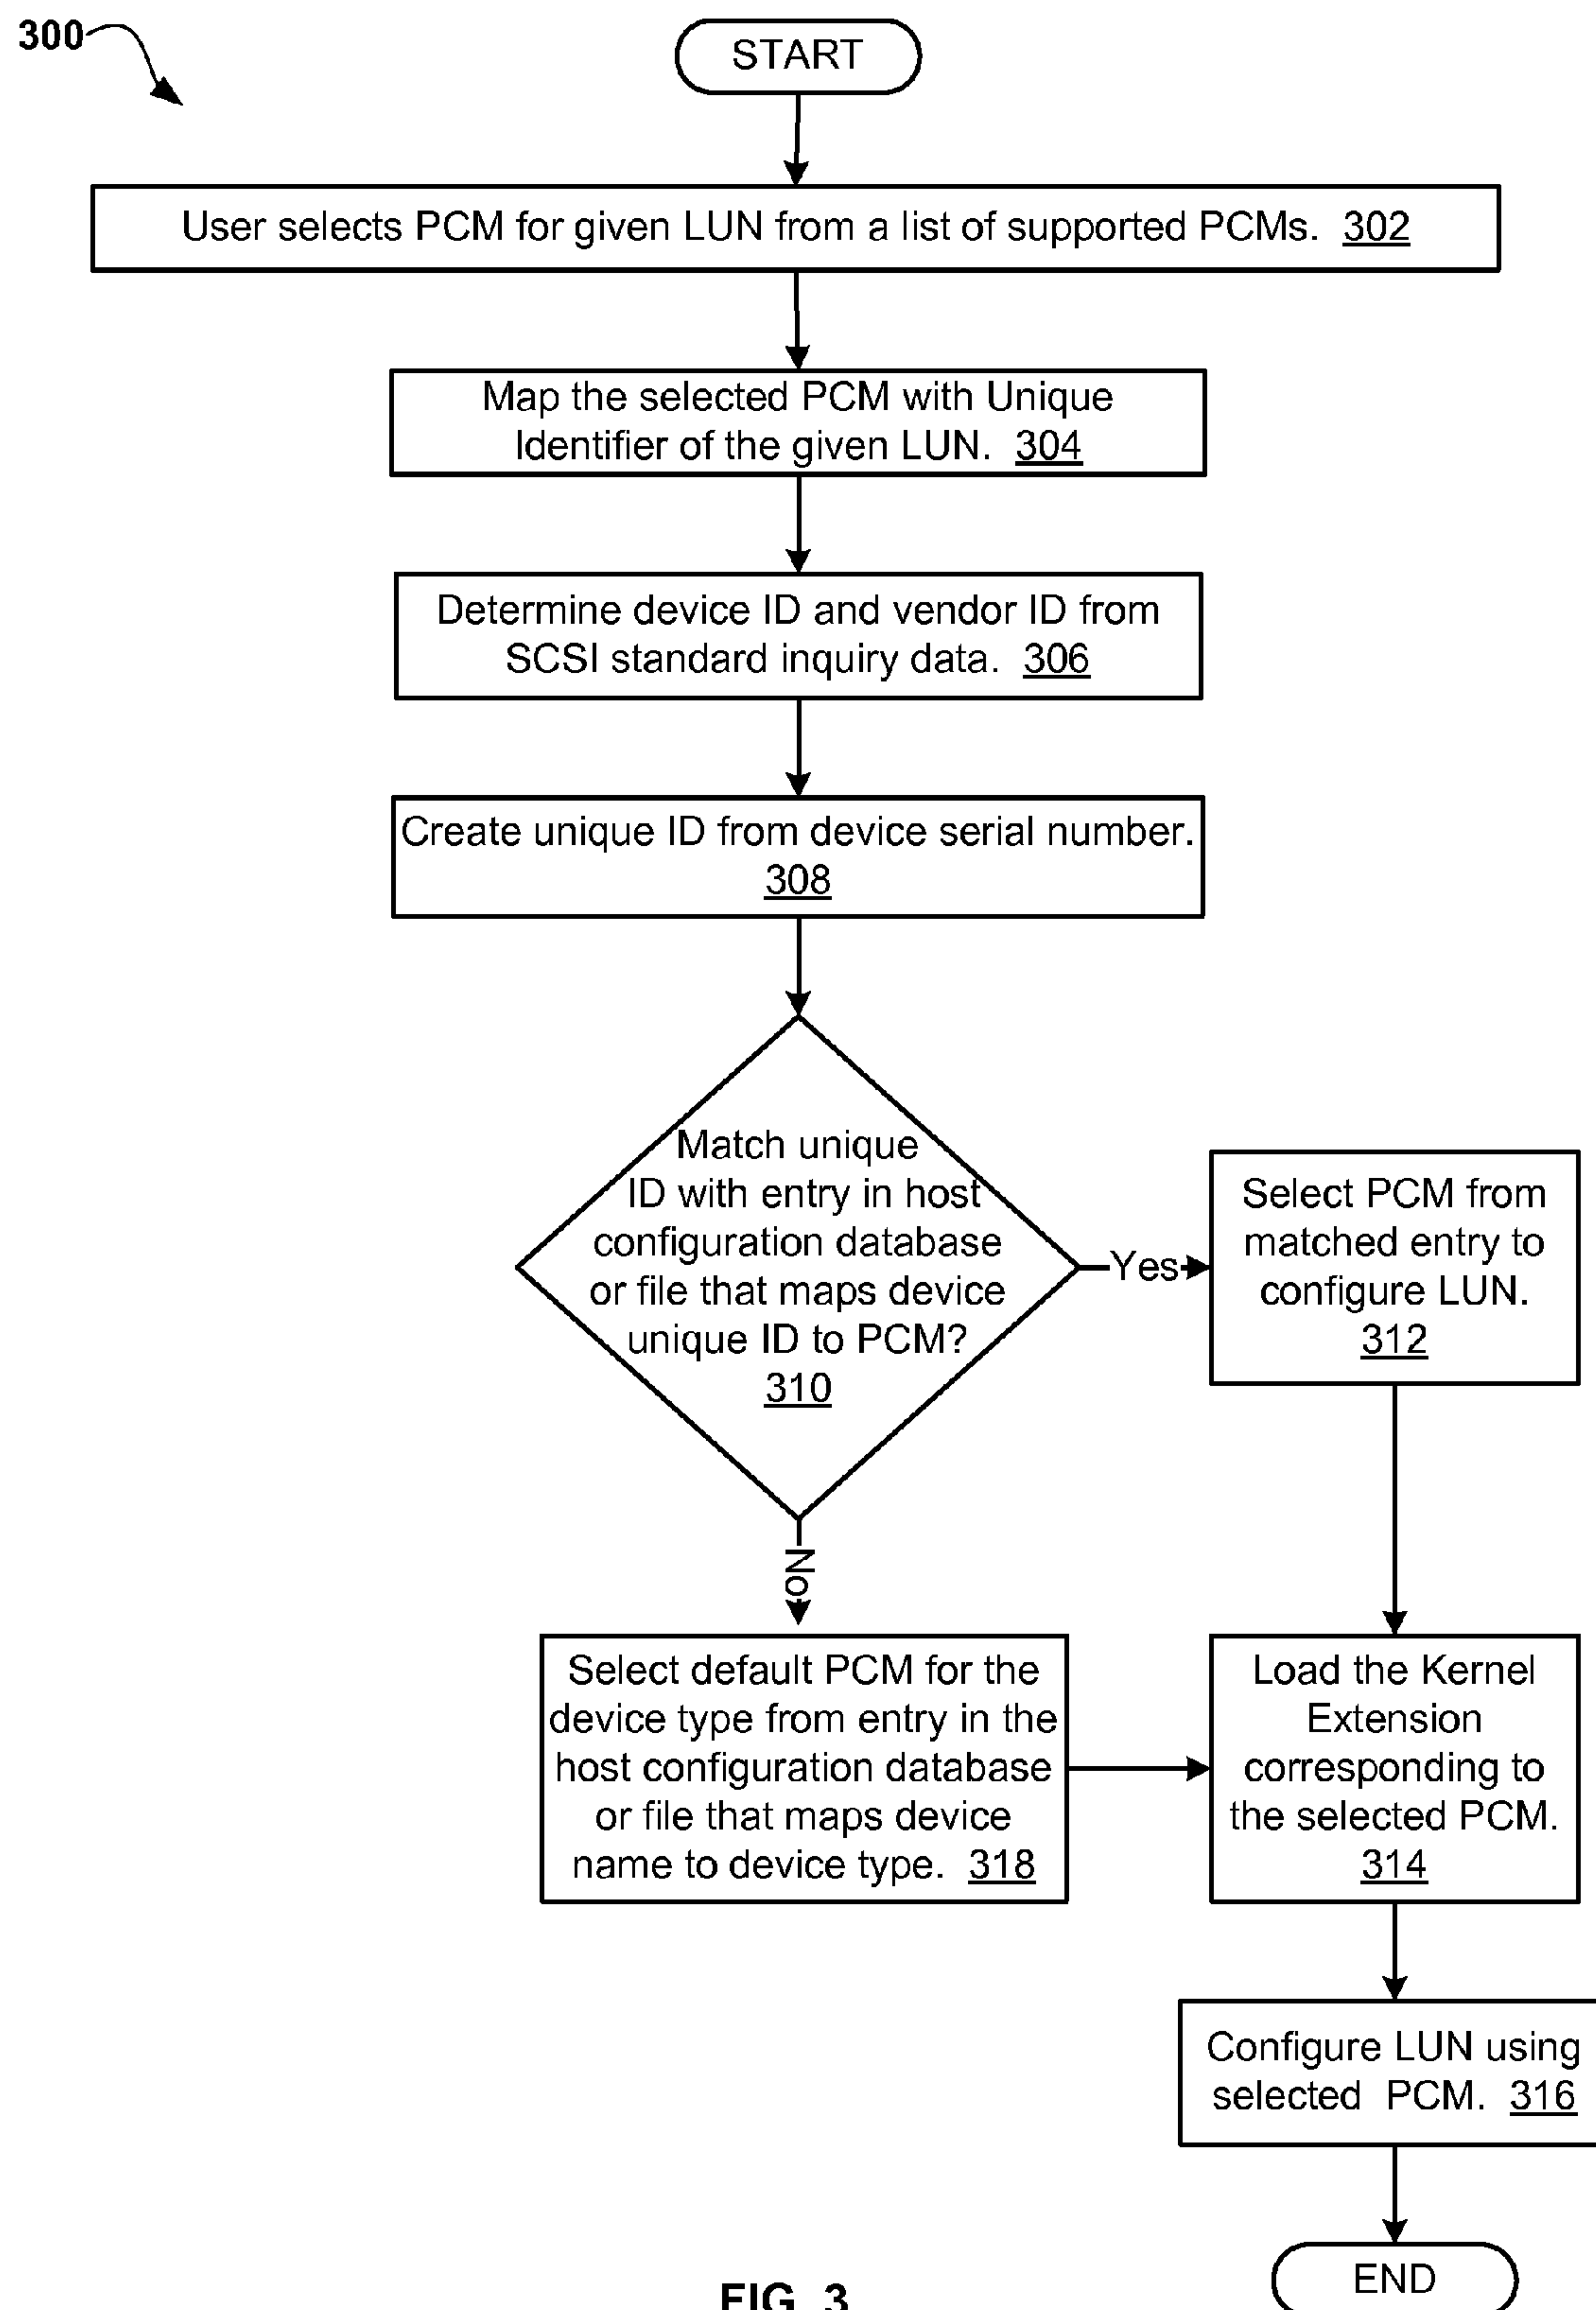 300
START
User selects PCM for given LUN from a list of supported PCMs. 302
Map the selected PCM with Unique
Identifier of the given LUN. 304
Determine device ID and vendor ID from
SCSI standard inquiry data. 306
Create unique ID from device serial number.
308
Match unique
ID with entry in host
configuration database
or file that maps device
unique ID to PCM?
310
Yes
Select PCM from
matched entry to
configure LUN.
312
No
Select default PCM for the
device type from entry in the
host configuration database
or file that maps device
name to device type. 318
Load the Kernel
Extension
corresponding to
the selected PCM.
314
Configure LUN using
selected PCM. 316
END
FIG. 3